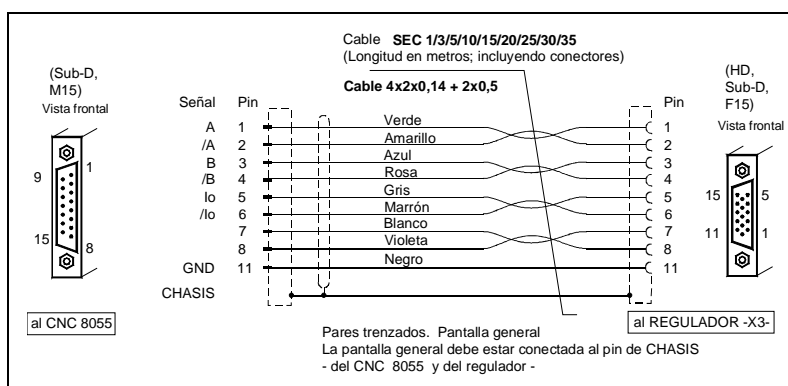 Cable SEC 1/3/5/10/15/20/25/30/35
(Longitud en metros; incluyendo conectores)
Cable 4x2x0,14 + 2x0,5
(Sub-D,
M15)
Vista frontal
9
1
15
8
al CNC 8055
Señal Pin
Pin
A 1 Verde 1
/A 2 Amarillo 2
B 3 Azul 3
/B 4 Rosa 4
Io 5 Gris 5
/Io 6 Marrón 6
7 Blanco 7
8 Violeta 8
GND 11 Negro 11
CHASIS
(HD,
Sub-D,
F15)
Vista frontal
15
5
11
1
al REGULADOR -X3-
Pares trenzados. Pantalla general
La pantalla general debe estar conectada al pin de CHASIS
- del CNC 8055 y del regulador -